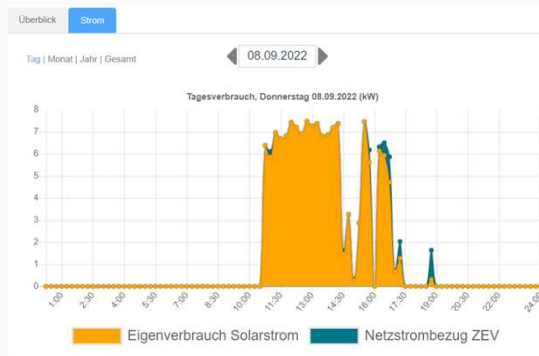 Überblick
Strom
Tag | Monat | Jahr | Gesamt
08.09.2022
Tagesverbrauch, Donnerstag 08.09.2022 (kW)
8
7
6
5
4
3
2
1
0
1:00 2:30 4:00 5:30 7:00 8:30 10:00 11:30 13:00 14:30 16:00 17:30 19:00 20:30 22:00 24:00
Eigenverbrauch Solarstrom Netzstrombezug ZEV